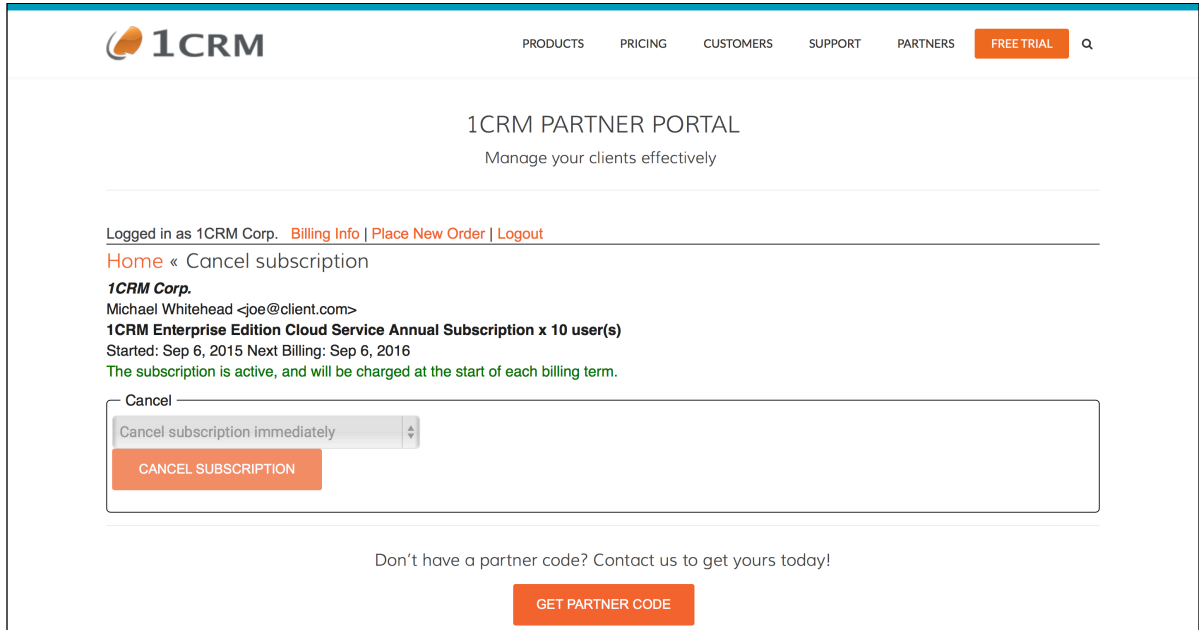 1CRM
PRODUCTS PRICING CUSTOMERS SUPPORT PARTNERS FREE TRIAL
1CRM PARTNER PORTAL
Manage your clients effectively
Logged in as 1CRM Corp. Billing Info | Place New Order | Logout
Home « Cancel subscription
1CRM Corp.
Michael Whitehead <joe@client.com>
1CRM Enterprise Edition Cloud Service Annual Subscription x 10 user(s)
Started: Sep 6, 2015 Next Billing: Sep 6, 2016
The subscription is active, and will be charged at the start of each billing term.
Cancel
Cancel subscription immediately
CANCEL SUBSCRIPTION
Don't have a partner code? Contact us to get yours today!
GET PARTNER CODE